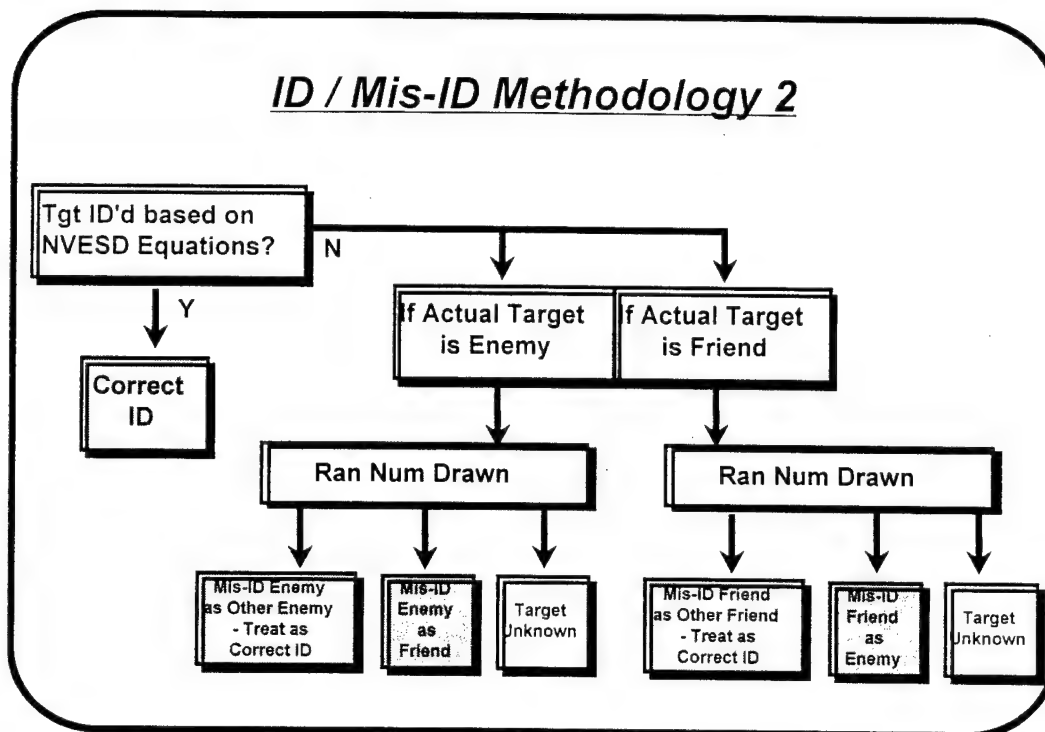 ID / Mis-ID Methodology 2
Tgt ID'd based on
NVESD Equations?
N
Y
Correct
ID
If Actual Target
is Enemy
If Actual Target
is Friend
Ran Num Drawn
Ran Num Drawn
Mis-ID Enemy
as Other Enemy
- Treat as
Correct ID
Mis-ID
Enemy
as
Friend
Target
Unknown
Mis-ID Friend
as Other Friend
- Treat as
Correct ID
Mis-ID
Friend
as
Enemy
Target
Unknown